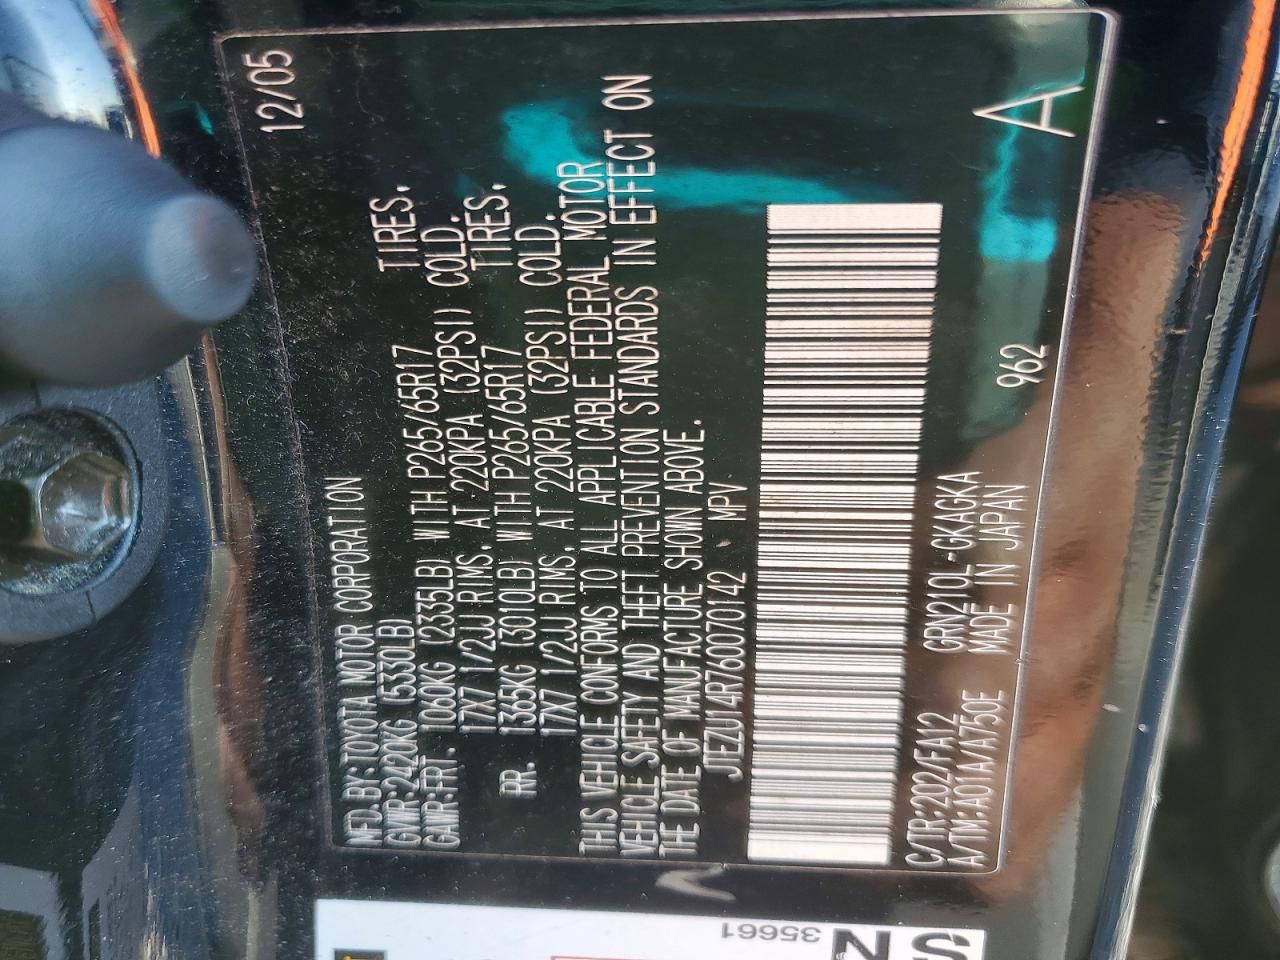 MFD.BY:TOYOTA MOTOR CORPORATION 12/05
GVWR:2420KG (5330LB)
GAWR:FRT. 1060KG (2335LB) WITH P265/65R17 TIRES,
17X7 1/2JJ RIMS, AT 220KPA (32PSI) COLD.
RR. 1365KG (3010LB) WITH P265/65R17 TIRES,
17X7 1/2JJ RIMS, AT 220KPA (32PSI) COLD.
THIS VEHICLE CONFORMS TO ALL APPLICABLE FEDERAL MOTOR
VEHICLE SAFETY AND THEFT PREVENTION STANDARDS IN EFFECT ON
THE DATE OF MANUFACTURE SHOWN ABOVE.
JTEZU14R760070142 MPV
C/TR:202/FA12 GRN210L-GKAGKA 962 A
A/TM:A01A/A750E MADE IN JAPAN
35661
SN